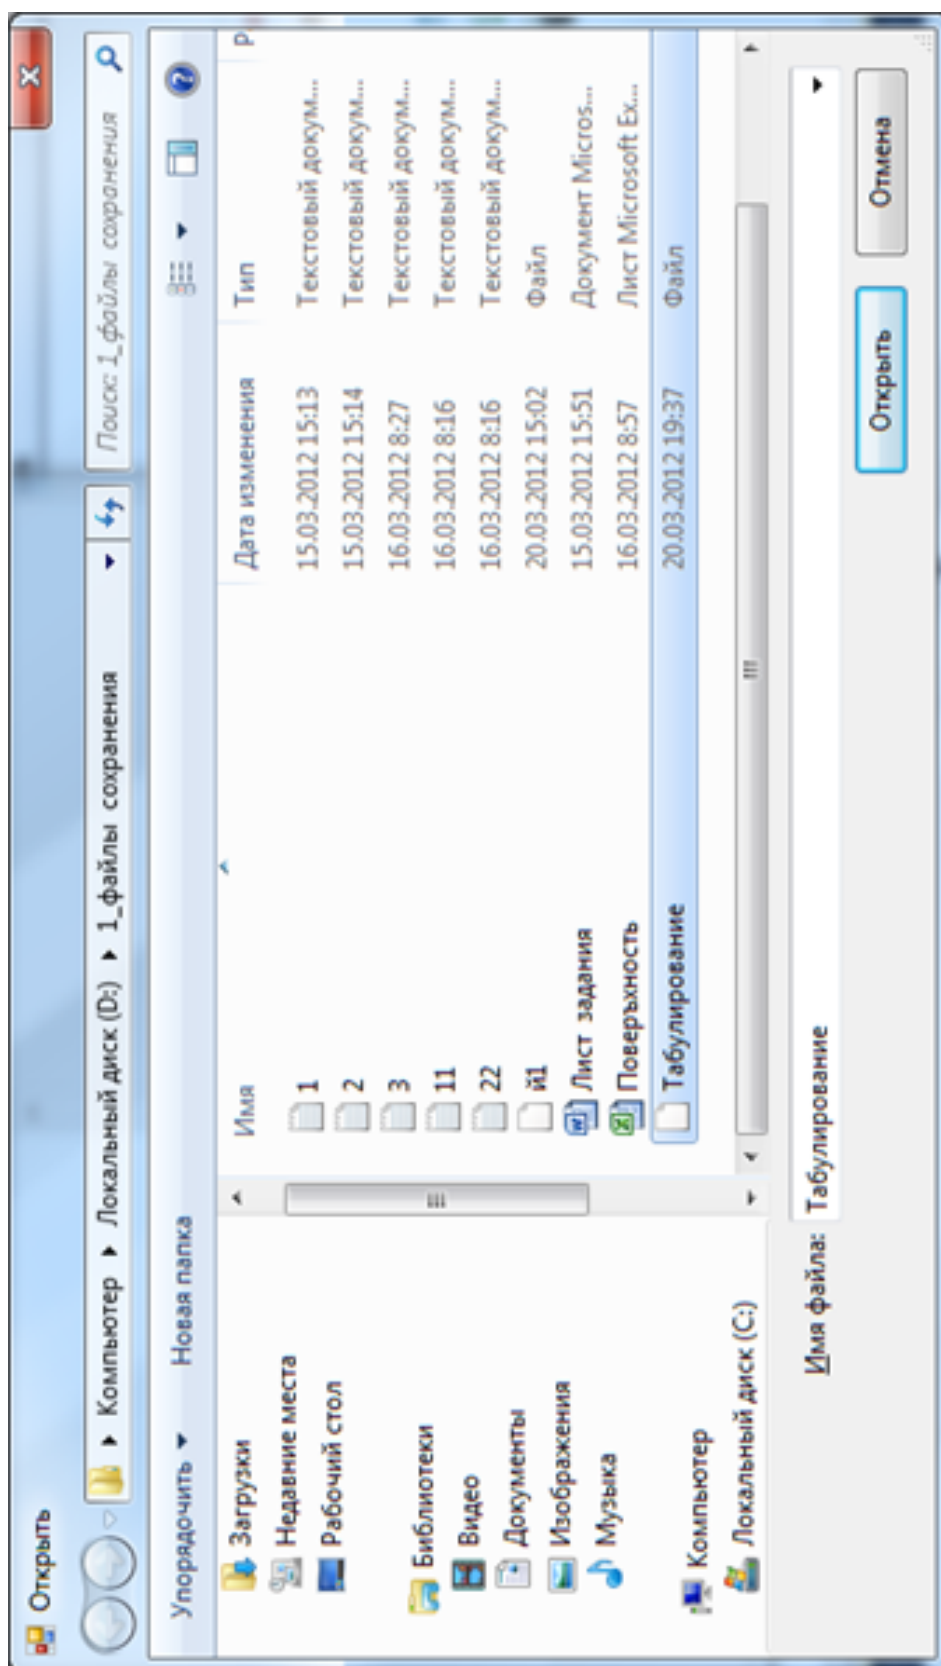 Открыть
Компьютер ▸ Локальный диск (D:) ▸ 1_файлы сохранения
Поиск: 1_файлы сохранения
Упорядочить ▾ Новая папка
Загрузки
Недавние места
Рабочий стол
Библиотеки
Видео
Документы
Изображения
Музыка
Компьютер
Локальный диск (C:)
Имя Дата изменения Тип Р
1 15.03.2012 15:13 Текстовый докум...
2 15.03.2012 15:14 Текстовый докум...
3 16.03.2012 8:27 Текстовый докум...
11 16.03.2012 8:16 Текстовый докум...
22 16.03.2012 8:16 Текстовый докум...
й1 20.03.2012 15:02 Файл
Лист задания 15.03.2012 15:51 Документ Micros...
Поверъхность 16.03.2012 8:57 Лист Microsoft Ex...
Табулирование 20.03.2012 19:37 Файл
Имя файла: Табулирование
Открыть Отмена